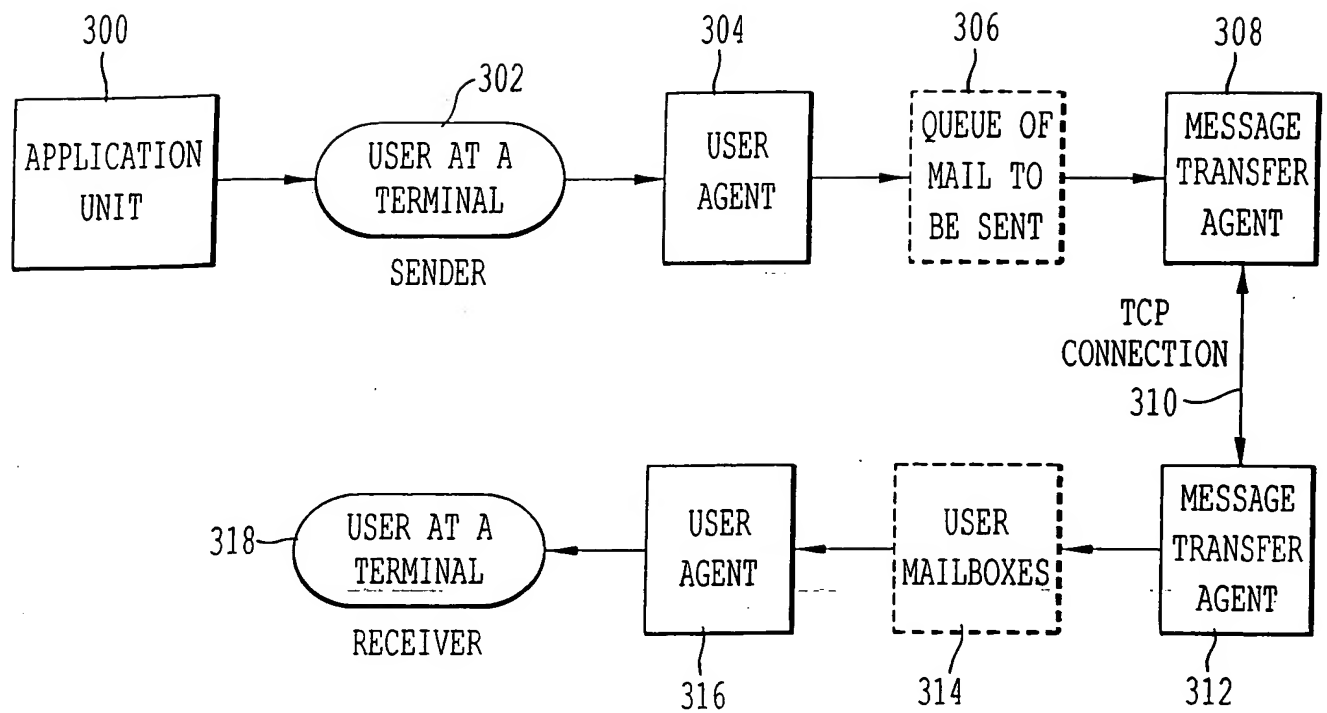 300
302
304
306
308
APPLICATION
UNIT
USER AT A
TERMINAL
SENDER
USER
AGENT
QUEUE OF
MAIL TO
BE SENT
MESSAGE
TRANSFER
AGENT
TCP
CONNECTION
310
318
USER AT A
TERMINAL
RECEIVER
USER
AGENT
316
USER
MAILBOXES
314
MESSAGE
TRANSFER
AGENT
312